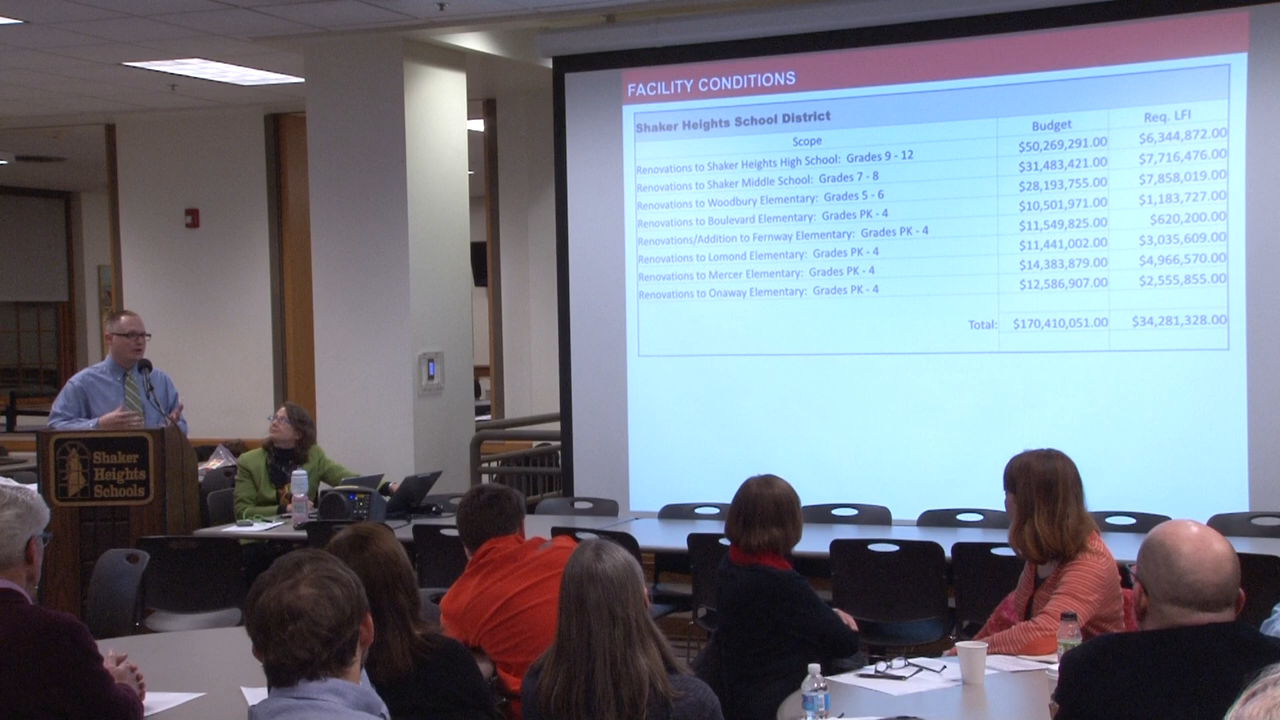 FACILITY CONDITIONS
Shaker Heights School District
Scope Budget Req. LFI
Renovations to Shaker Heights High School: Grades 9 - 12 $50,269,291.00 $6,344,872.00
Renovations to Shaker Middle School: Grades 7 - 8 $31,483,421.00 $7,716,476.00
Renovations to Woodbury Elementary: Grades 5 - 6 $28,193,755.00 $7,858,019.00
Renovations to Boulevard Elementary: Grades PK - 4 $10,501,971.00 $1,183,727.00
Renovations/Addition to Fernway Elementary: Grades PK - 4 $11,549,825.00 $620,200.00
Renovations to Lomond Elementary: Grades PK - 4 $11,441,002.00 $3,035,609.00
Renovations to Mercer Elementary: Grades PK - 4 $14,383,879.00 $4,966,570.00
Renovations to Onaway Elementary: Grades PK - 4 $12,586,907.00 $2,555,855.00
Total: $170,410,051.00 $34,281,328.00
Shaker
Heights
Schools